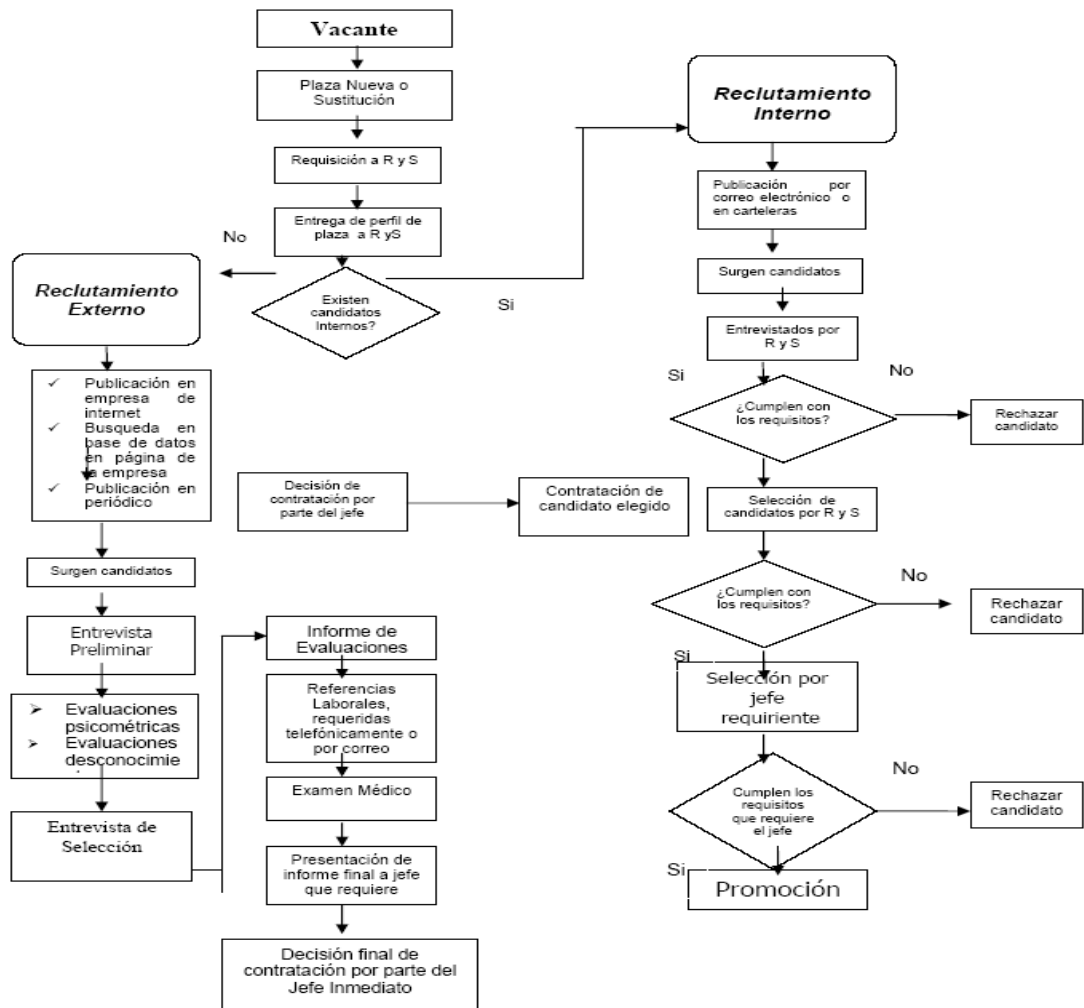 Vacante
Plaza Nueva o
Sustitución
Requisición a R y S
Entrega de perfil de
plaza a R yS
No
Existen
candidatos
Internos?
Si
Reclutamiento
Externo
✓ Publicación en
empresa de
internet
✓ Busqueda en
base de datos
en página de
la empresa
✓ Publicación en
periódico
Surgen candidatos
Entrevista
Preliminar
➤ Evaluaciones
psicométricas
➤ Evaluaciones
desconocimie
Entrevista de
Selección
Informe de
Evaluaciones
Referencias
Laborales,
requeridas
telefónicamente o
por correo
Examen Médico
Presentación de
informe final a jefe
que requiere
Decisión final de
contratación por parte del
Jefe Inmediato
Decisión de
contratación por
parte del jefe
Contratación de
candidato elegido
Reclutamiento
Interno
Publicación por
correo electrónico o
en carteleras
Surgen candidatos
Entrevistados por
R y S
Si
No
¿Cumplen con
los requisitos?
Rechazar
candidato
Selección de
candidatos por R y S
¿Cumplen con
los requisitos?
No
Rechazar
candidato
Si
Selección por
jefe
requiriente
Cumplen los
requisitos
que requiere
el jefe
No
Rechazar
candidato
Si
Promoción